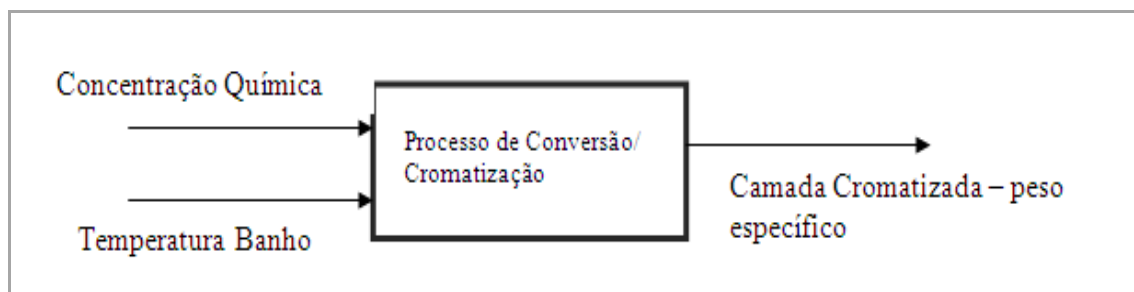 Concentração Química
Processo de Conversão/
Cromatização
Temperatura Banho
Camada Cromatizada – peso
específico